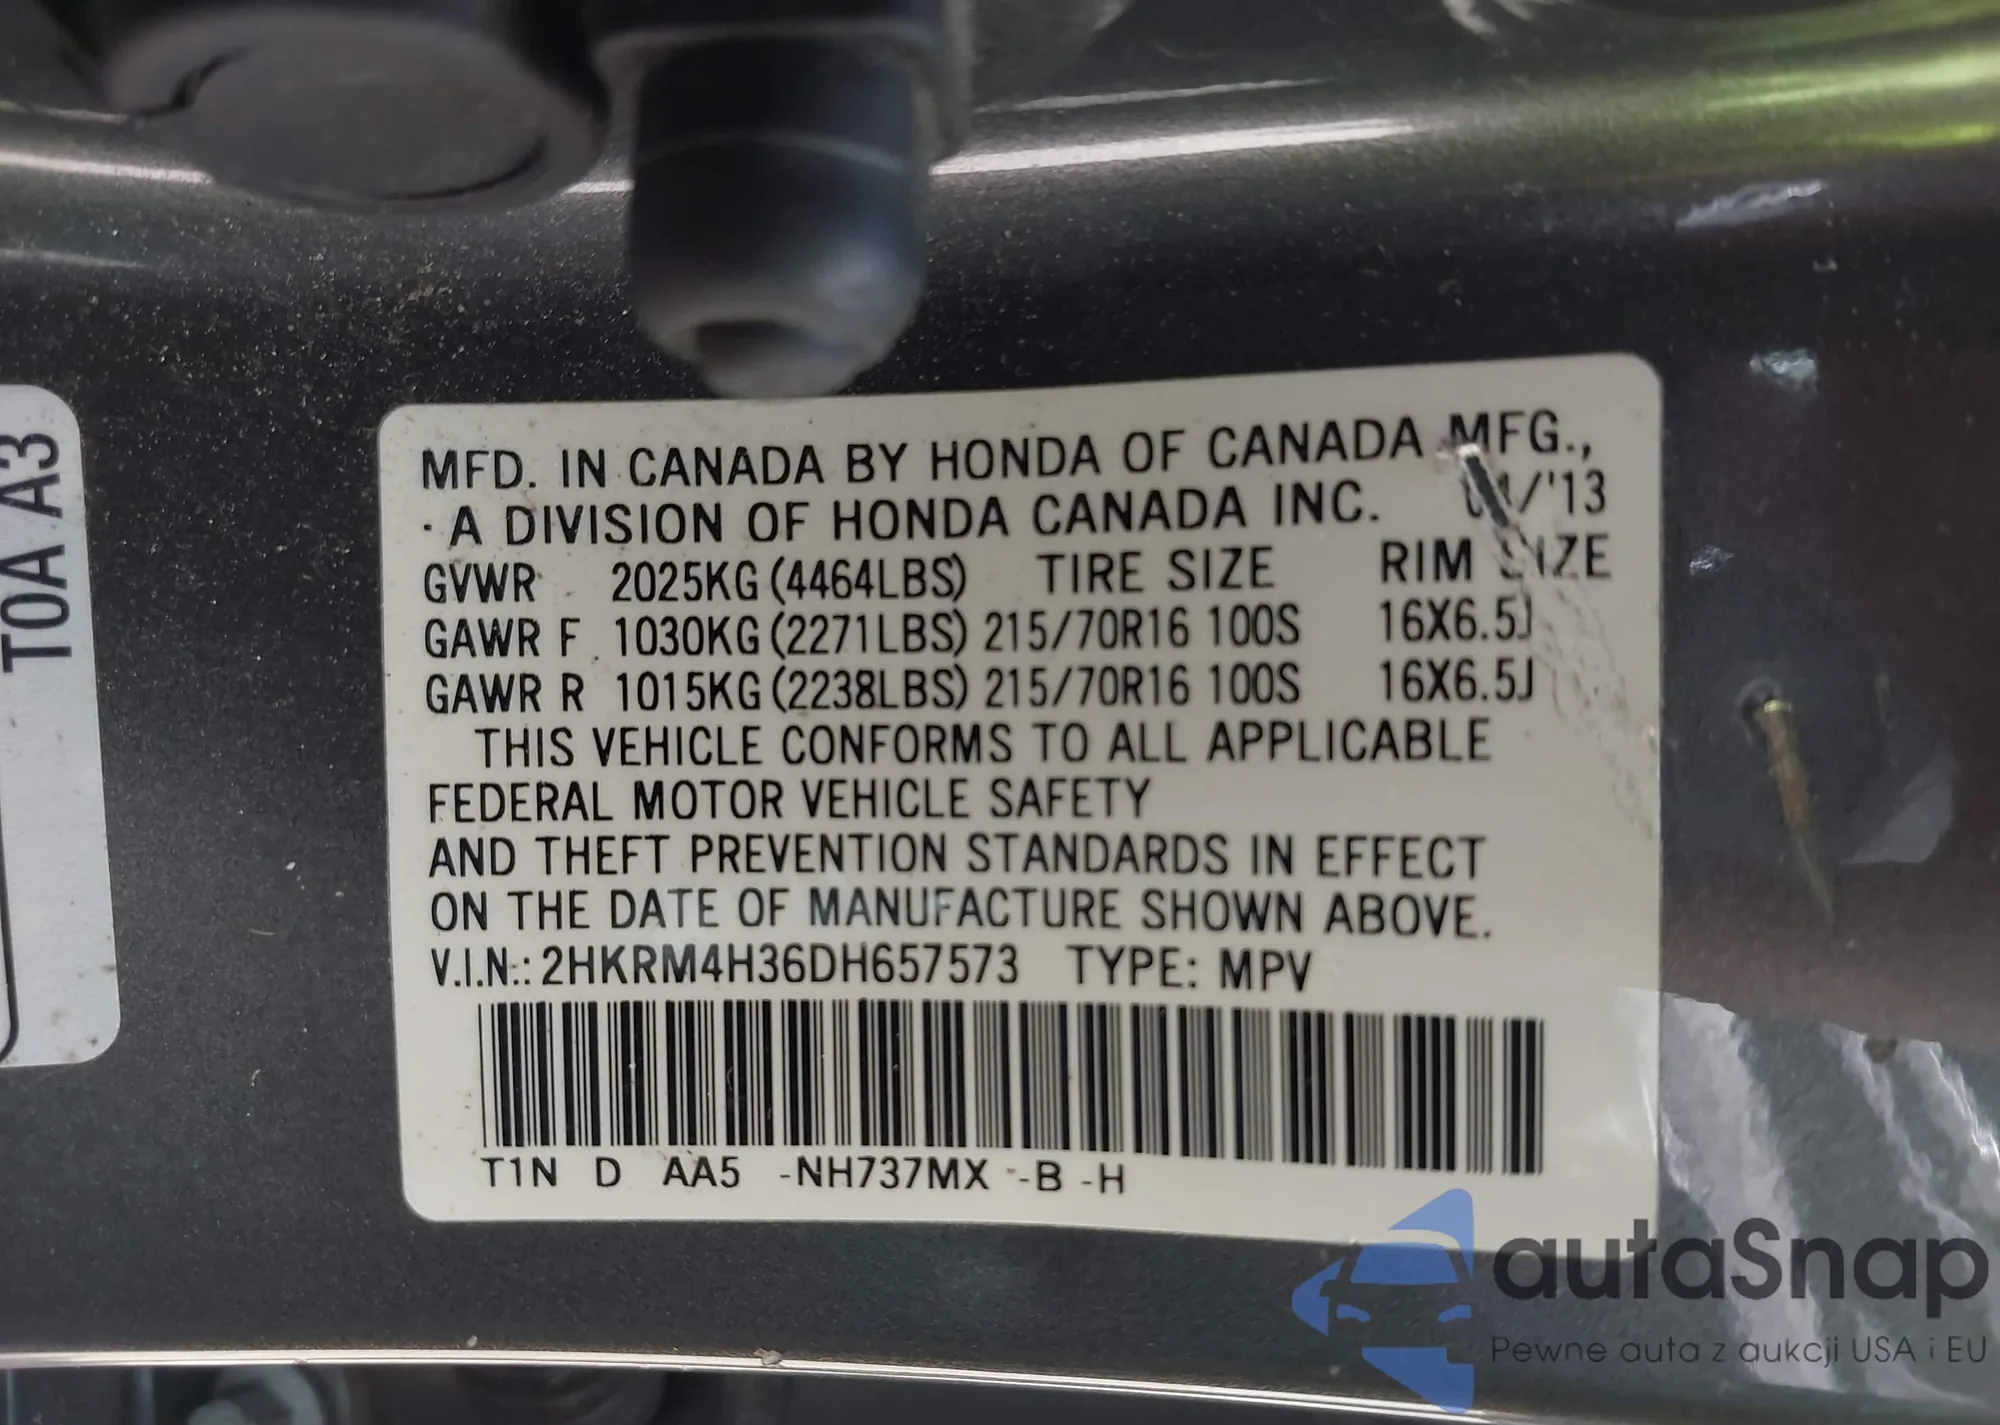 T0A A3
MFD. IN CANADA BY HONDA OF CANADA MFG.,
· A DIVISION OF HONDA CANADA INC. /'13
GVWR 2025KG (4464LBS) TIRE SIZE RIM SIZE
GAWR F 1030KG (2271LBS) 215/70R16 100S 16X6.5J
GAWR R 1015KG (2238LBS) 215/70R16 100S 16X6.5J
THIS VEHICLE CONFORMS TO ALL APPLICABLE
FEDERAL MOTOR VEHICLE SAFETY
AND THEFT PREVENTION STANDARDS IN EFFECT
ON THE DATE OF MANUFACTURE SHOWN ABOVE.
V.I.N.: 2HKRM4H36DH657573 TYPE: MPV
T1N D AA5 -NH737MX -B -H
autaSnap
Pewne auta z aukcji USA i EU